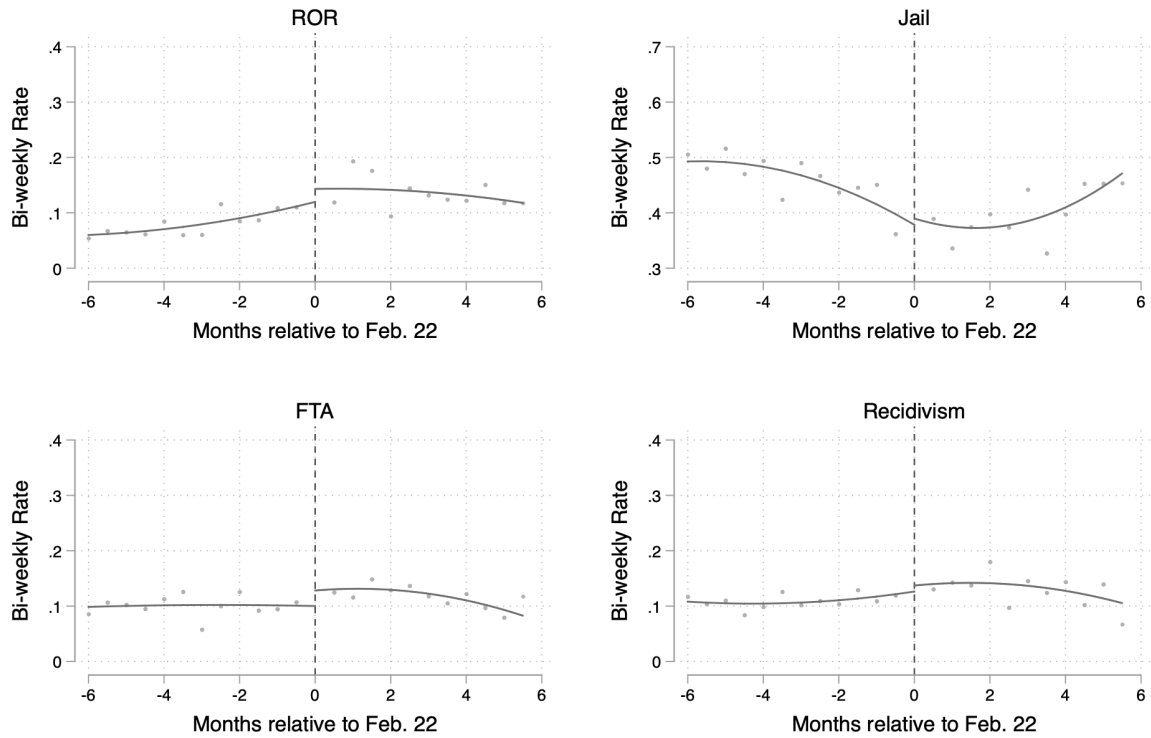 ROR
.4
.3
.2
.1
0
Bi-weekly Rate
-6 -4 -2 0 2 4 6
Months relative to Feb. 22
Jail
.7
.6
.5
.4
.3
Bi-weekly Rate
-6 -4 -2 0 2 4 6
Months relative to Feb. 22
FTA
.4
.3
.2
.1
0
Bi-weekly Rate
-6 -4 -2 0 2 4 6
Months relative to Feb. 22
Recidivism
.4
.3
.2
.1
0
Bi-weekly Rate
-6 -4 -2 0 2 4 6
Months relative to Feb. 22